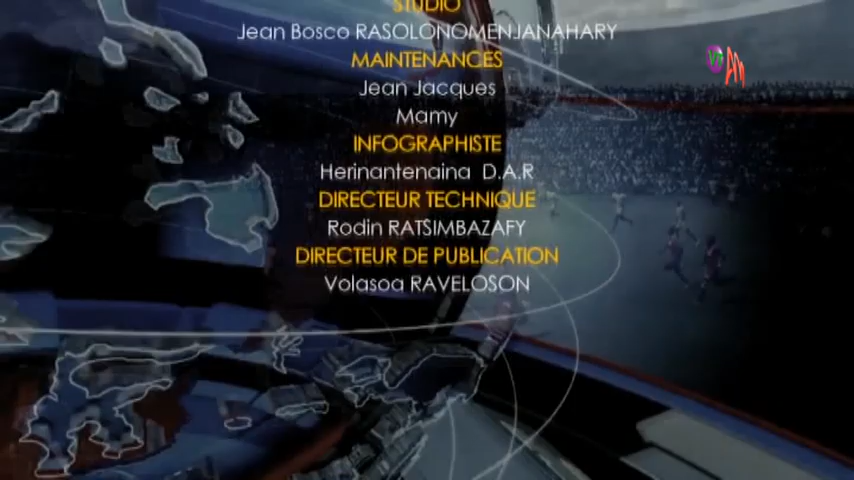 STUDIO
Jean Bosco RASOLONOMENJANAHARY
MAINTENANCES
Jean Jacques
Mamy
INFOGRAPHISTE
Herinantenaina D.A.R
DIRECTEUR TECHNIQUE
Rodin RATSIMBAZAFY
DIRECTEUR DE PUBLICATION
Volasoa RAVELOSON